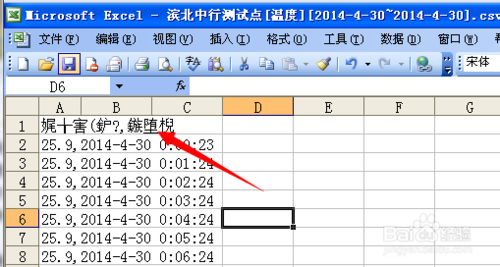 Microsoft Excel - 滨北中行测试点[温度][2014-4-30~2014-4-30].csv
文件(F) 编辑(E) 视图(V) 插入(I) 格式(O) 工具(T) 数据(D) 窗口(W) 帮助
宋体
D6
A B C D E F G
1 娓╁害(鈩?,鏃堕棿
2 25.9,2014-4-30 0:00:23
3 25.9,2014-4-30 0:01:24
4 25.9,2014-4-30 0:02:24
5 25.9,2014-4-30 0:03:24
6 25.9,2014-4-30 0:04:24
7 25.9,2014-4-30 0:05:24
8 25.9,2014-4-30 0:06:24
Baidu 经验